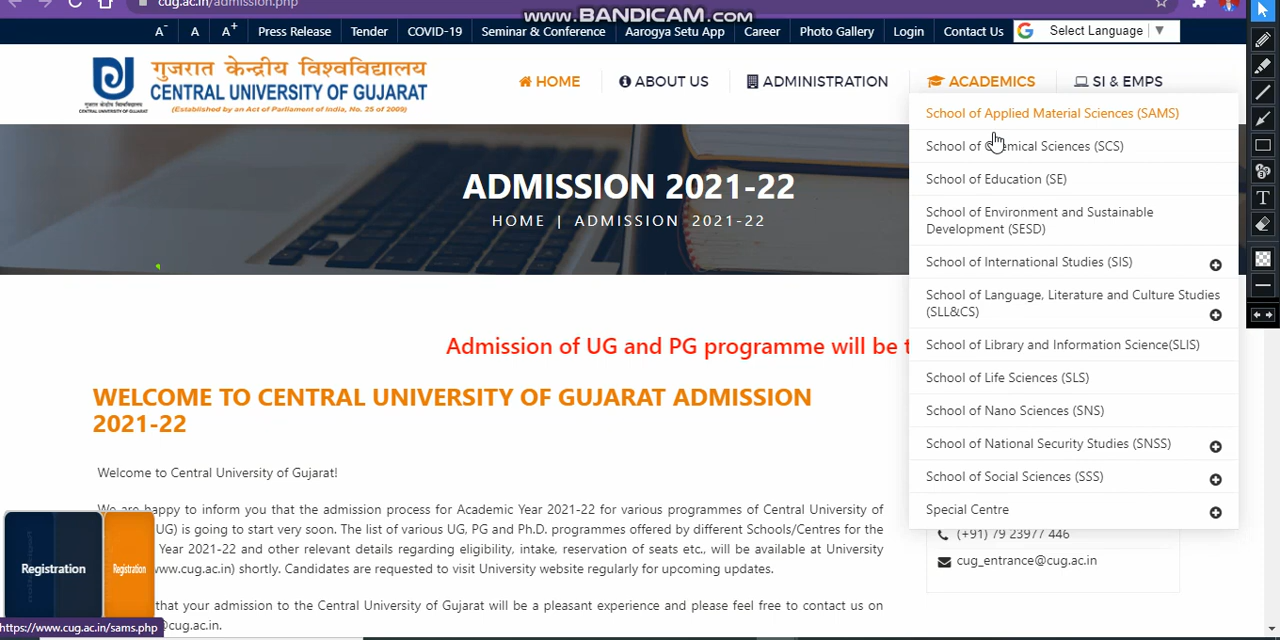 www.BANDICAM.com
cug.ac.in/admission.php
A- A A+ Press Release Tender COVID-19 Seminar & Conference Aarogya Setu App Career Photo Gallery Login Contact Us Select Language ▼
गुजरात केन्द्रीय विश्वविद्यालय
CENTRAL UNIVERSITY OF GUJARAT
(Established by an Act of Parliament of India, No. 25 of 2009)
HOME ABOUT US ADMINISTRATION ACADEMICS SI & EMPS
School of Applied Material Sciences (SAMS)
School of Chemical Sciences (SCS)
School of Education (SE)
School of Environment and Sustainable
Development (SESD)
School of International Studies (SIS)
School of Language, Literature and Culture Studies
(SLL&CS)
School of Library and Information Science(SLIS)
School of Life Sciences (SLS)
School of Nano Sciences (SNS)
School of National Security Studies (SNSS)
School of Social Sciences (SSS)
Special Centre
ADMISSION 2021-22
HOME | ADMISSION 2021-22
Admission of UG and PG programme will be
WELCOME TO CENTRAL UNIVERSITY OF GUJARAT ADMISSION
2021-22
Welcome to Central University of Gujarat!
We are happy to inform you that the admission process for Academic Year 2021-22 for various programmes of Central University of
UG) is going to start very soon. The list of various UG, PG and Ph.D. programmes offered by different Schools/Centres for the
Year 2021-22 and other relevant details regarding eligibility, intake, reservation of seats etc., will be available at University
ww.cug.ac.in) shortly. Candidates are requested to visit University website regularly for upcoming updates.
that your admission to the Central University of Gujarat will be a pleasant experience and please feel free to contact us on
@cug.ac.in.
(+91) 79 23977 446
cug_entrance@cug.ac.in
Registration
Registration
https://www.cug.ac.in/sams.php